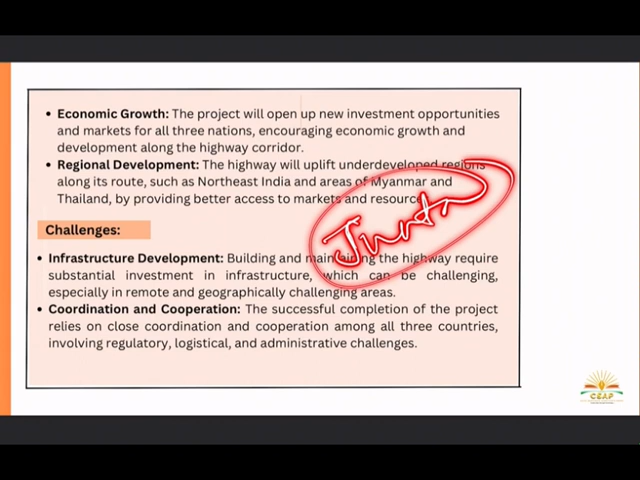 • Economic Growth: The project will open up new investment opportunities
and markets for all three nations, encouraging economic growth and
development along the highway corridor.
• Regional Development: The highway will uplift underdeveloped regions
along its route, such as Northeast India and areas of Myanmar and
Thailand, by providing better access to markets and resource
Junta
Challenges:
• Infrastructure Development: Building and maintaining the highway require
substantial investment in infrastructure, which can be challenging,
especially in remote and geographically challenging areas.
• Coordination and Cooperation: The successful completion of the project
relies on close coordination and cooperation among all three countries,
involving regulatory, logistical, and administrative challenges.
CEAP